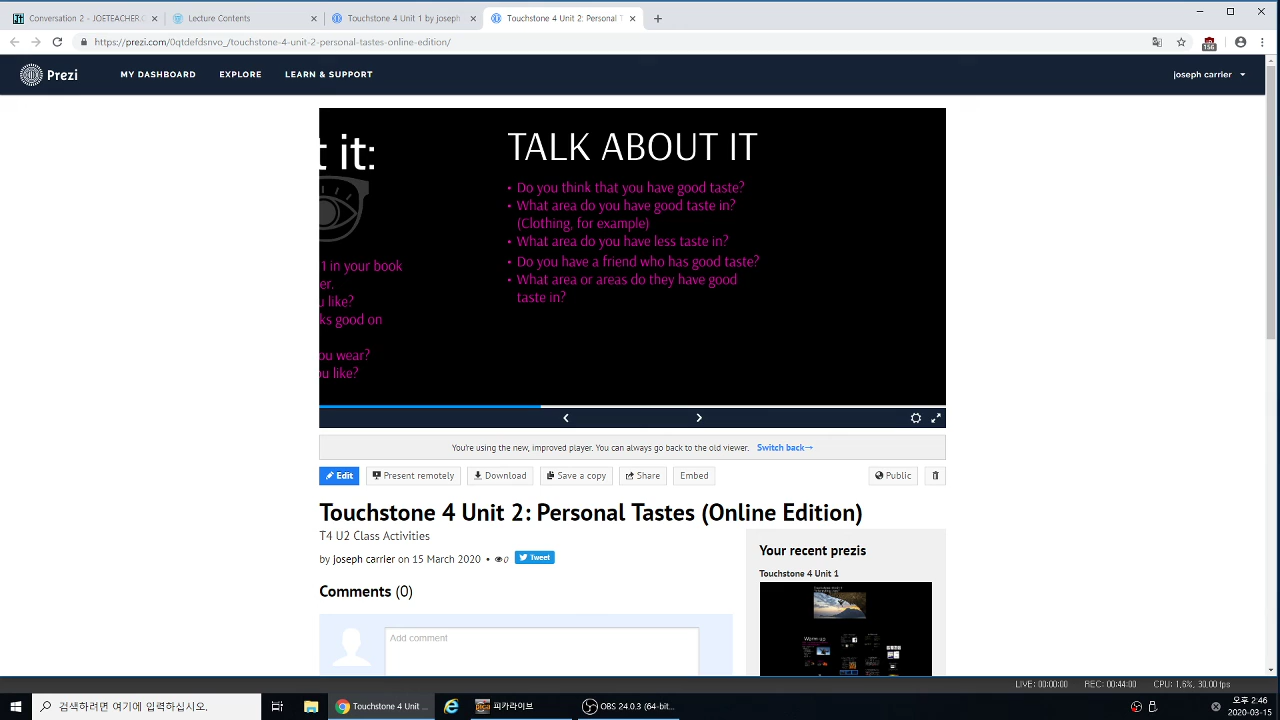 Conversation 2 - JOETEACHER C
Lecture Contents
Touchstone 4 Unit 1 by joseph
Touchstone 4 Unit 2: Personal T
https://prezi.com/0qtdefdsnvo_/touchstone-4-unit-2-personal-tastes-online-edition/
156
Prezi
MY DASHBOARD
EXPLORE
LEARN & SUPPORT
joseph carrier
t it:
1 in your book
er.
u like?
ks good on
ou wear?
ou like?
TALK ABOUT IT
• Do you think that you have good taste?
• What area do you have good taste in?
(Clothing, for example)
• What area do you have less taste in?
• Do you have a friend who has good taste?
• What area or areas do they have good
taste in?
You're using the new, improved player. You can always go back to the old viewer. Switch back→
Edit
Present remotely
Download
Save a copy
Share
Embed
Public
Touchstone 4 Unit 2: Personal Tastes (Online Edition)
T4 U2 Class Activities
by joseph carrier on 15 March 2020 • 0
Tweet
Comments (0)
Add comment
Your recent prezis
Touchstone 4 Unit 1
Warm up
LIVE: 00:00:00
REC: 00:44:00
CPU: 1,6%, 30,00 fps
검색하려면 여기에 입력하십시오.
Touchstone 4 Unit ...
피카라이브
OBS 24.0.3 (64-bit...
오후 2:46
2020-03-15